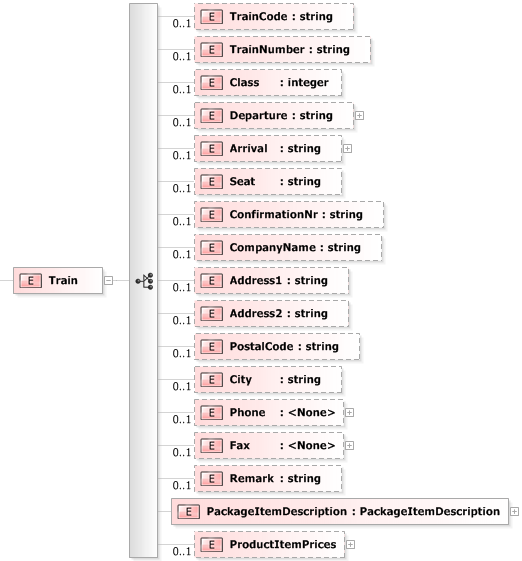 0..1 E TrainCode : string
0..1 E TrainNumber : string
0..1 E Class : integer
0..1 E Departure : string
0..1 E Arrival : string
0..1 E Seat : string
0..1 E ConfirmationNr : string
0..1 E CompanyName : string
E Train
0..1 E Address1 : string
0..1 E Address2 : string
0..1 E PostalCode : string
0..1 E City : string
0..1 E Phone : <None>
0..1 E Fax : <None>
0..1 E Remark : string
E PackageItemDescription : PackageItemDescription
0..1 E ProductItemPrices